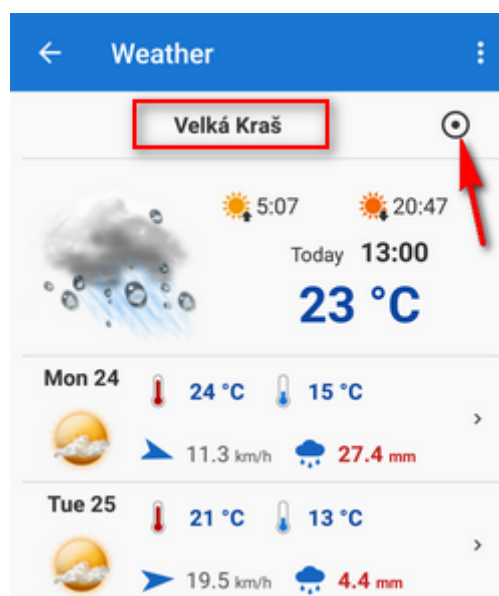 Weather
Velká Kraš
5:07 20:47
Today 13:00
23 °C
Mon 24 24 °C 15 °C
11.3 km/h 27.4 mm
Tue 25 21 °C 13 °C
19.5 km/h 4.4 mm